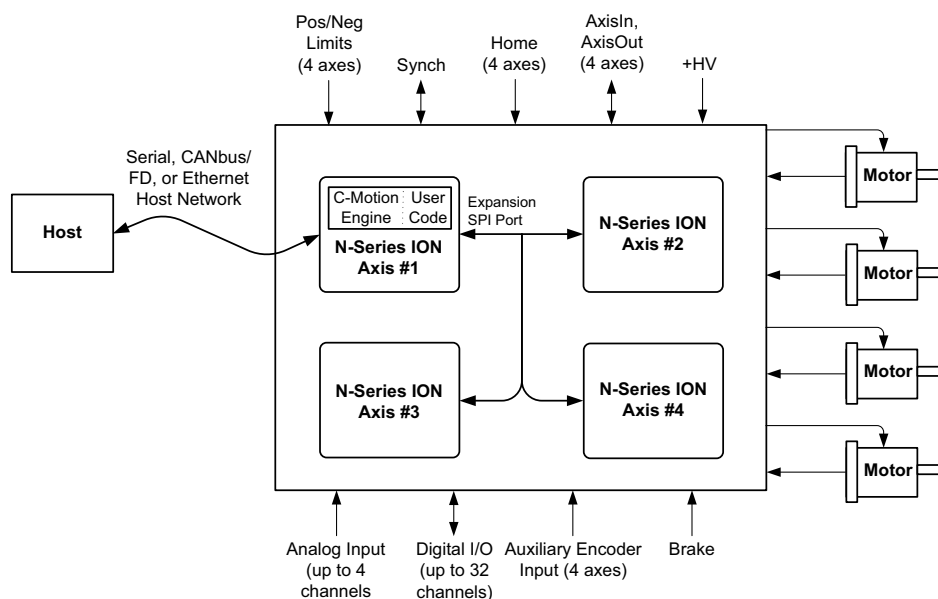 Pos/Neg
Limits
(4 axes)
Synch
Home
(4 axes)
AxisIn,
AxisOut
(4 axes)
+HV
Serial, CANbus/
FD, or Ethernet
Host Network
Host
C-Motion
Engine
User
Code
N-Series ION
Axis #1
Expansion
SPI Port
N-Series ION
Axis #2
N-Series ION
Axis #3
N-Series ION
Axis #4
Motor
Motor
Motor
Motor
Analog Input
(up to 4
channels
Digital I/O
(up to 32
channels)
Auxiliary Encoder
Input (4 axes)
Brake